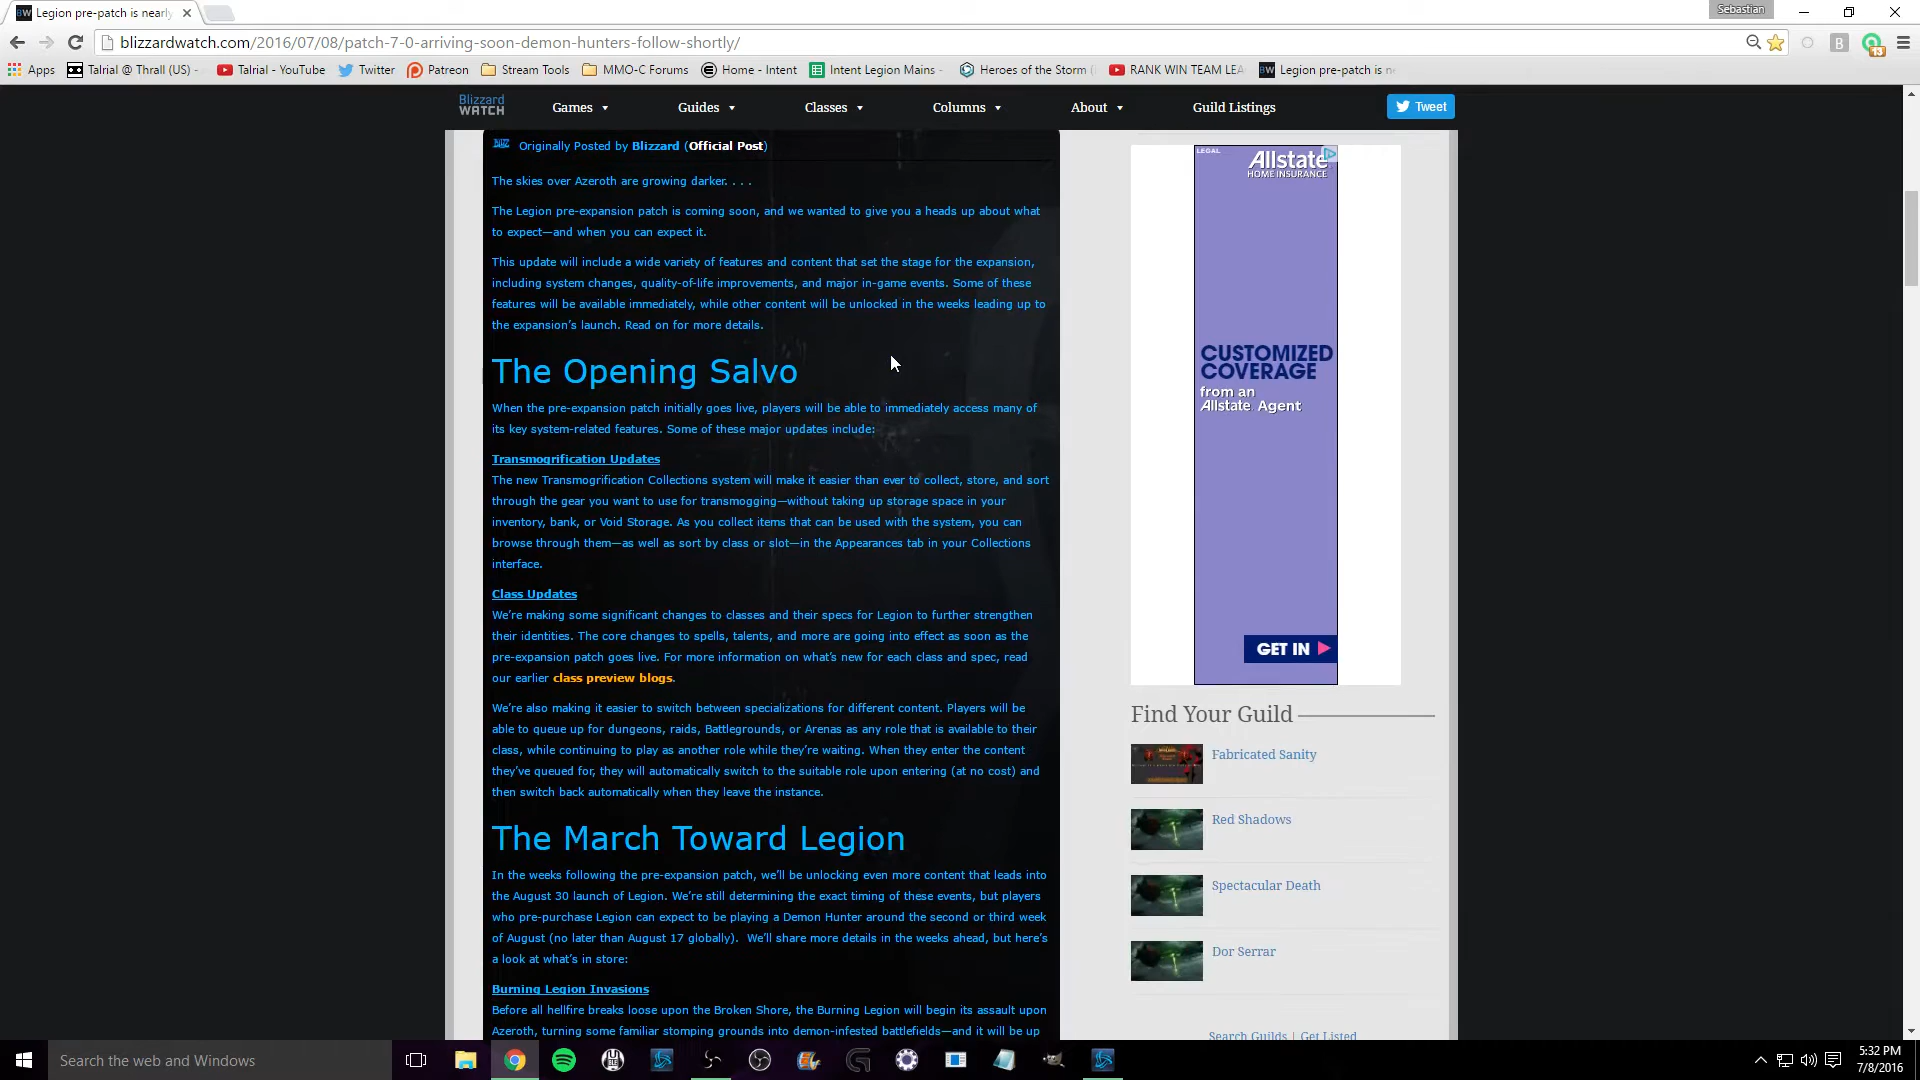 Legion pre-patch is nearly
Sebastian
blizzardwatch.com/2016/07/08/patch-7-0-arriving-soon-demon-hunters-follow-shortly/
Apps Talrial @ Thrall (US) - Talrial - YouTube Twitter Patreon Stream Tools MMO-C Forums Home - Intent Intent Legion Mains - Heroes of the Storm RANK WIN TEAM LEA Legion pre-patch is ne
Blizzard WATCH
Games Guides Classes Columns About Guild Listings Tweet
Originally Posted by Blizzard (Official Post)
The skies over Azeroth are growing darker. . . .
The Legion pre-expansion patch is coming soon, and we wanted to give you a heads up about what
to expect—and when you can expect it.
This update will include a wide variety of features and content that set the stage for the expansion,
including system changes, quality-of-life improvements, and major in-game events. Some of these
features will be available immediately, while other content will be unlocked in the weeks leading up to
the expansion's launch. Read on for more details.
The Opening Salvo
When the pre-expansion patch initially goes live, players will be able to immediately access many of
its key system-related features. Some of these major updates include:
Transmogrification Updates
The new Transmogrification Collections system will make it easier than ever to collect, store, and sort
through the gear you want to use for transmogging—without taking up storage space in your
inventory, bank, or Void Storage. As you collect items that can be used with the system, you can
browse through them—as well as sort by class or slot—in the Appearances tab in your Collections
interface.
Class Updates
We're making some significant changes to classes and their specs for Legion to further strengthen
their identities. The core changes to spells, talents, and more are going into effect as soon as the
pre-expansion patch goes live. For more information on what's new for each class and spec, read
our earlier class preview blogs.
We're also making it easier to switch between specializations for different content. Players will be
able to queue up for dungeons, raids, Battlegrounds, or Arenas as any role that is available to their
class, while continuing to play as another role while they're waiting. When they enter the content
they've queued for, they will automatically switch to the suitable role upon entering (at no cost) and
then switch back automatically when they leave the instance.
The March Toward Legion
In the weeks following the pre-expansion patch, we'll be unlocking even more content that leads into
the August 30 launch of Legion. We're still determining the exact timing of these events, but players
who pre-purchase Legion can expect to be playing a Demon Hunter around the second or third week
of August (no later than August 17 globally). We'll share more details in the weeks ahead, but here's
a look at what's in store:
Burning Legion Invasions
Before all hellfire breaks loose upon the Broken Shore, the Burning Legion will begin its assault upon
Azeroth, turning some familiar stomping grounds into demon-infested battlefields—and it will be up
LEGAL
Allstate
HOME INSURANCE
CUSTOMIZED
COVERAGE
from an
Allstate Agent
GET IN
Find Your Guild
Fabricated Sanity
Red Shadows
Spectacular Death
Dor Serrar
Search Guilds | Get Listed
Search the web and Windows
5:32 PM
7/8/2016